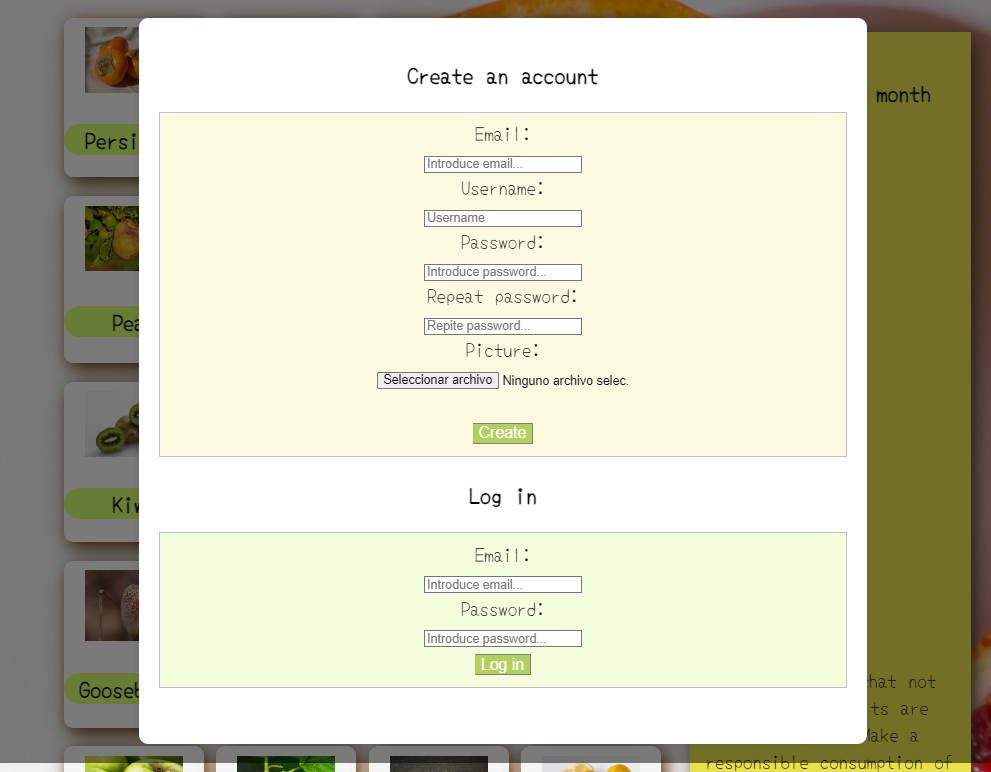 Create an account
Email:
Introduce email...
Username:
Username
Password:
Introduce password...
Repeat password:
Repite password...
Picture:
Seleccionar archivo Ninguno archivo selec.
Create
Log in
Email:
Introduce email...
Password:
Introduce password...
Log in
Persi
Pea
Kiw
Gooseb
month
hat not
ts are
Make a
responsible consumption of